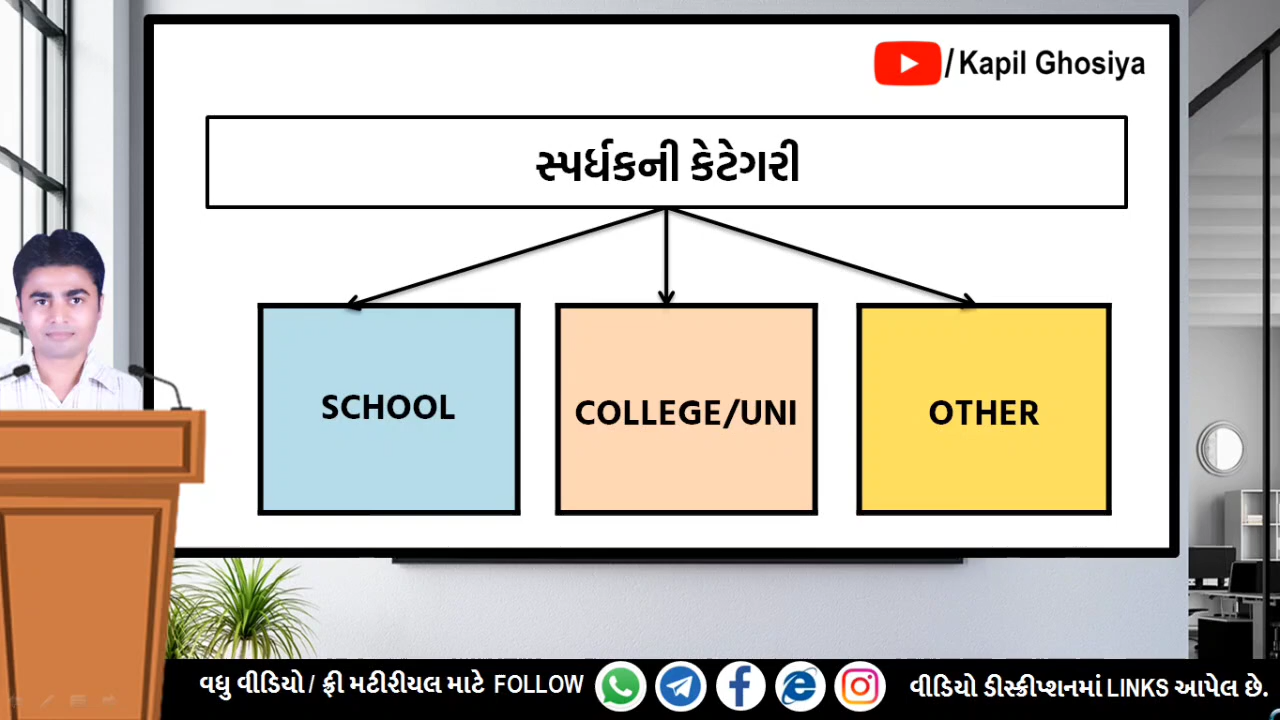 /Kapil Ghosiya
સ્પર્ધકની કેટેગરી
SCHOOL
COLLEGE/UNI
OTHER
વધુ વીડિયો / ફ્રી મટીરીયલ માટે FOLLOW
વીડિયો ડીસ્ક્રીપ્શનમાં LINKS આપેલ છે.